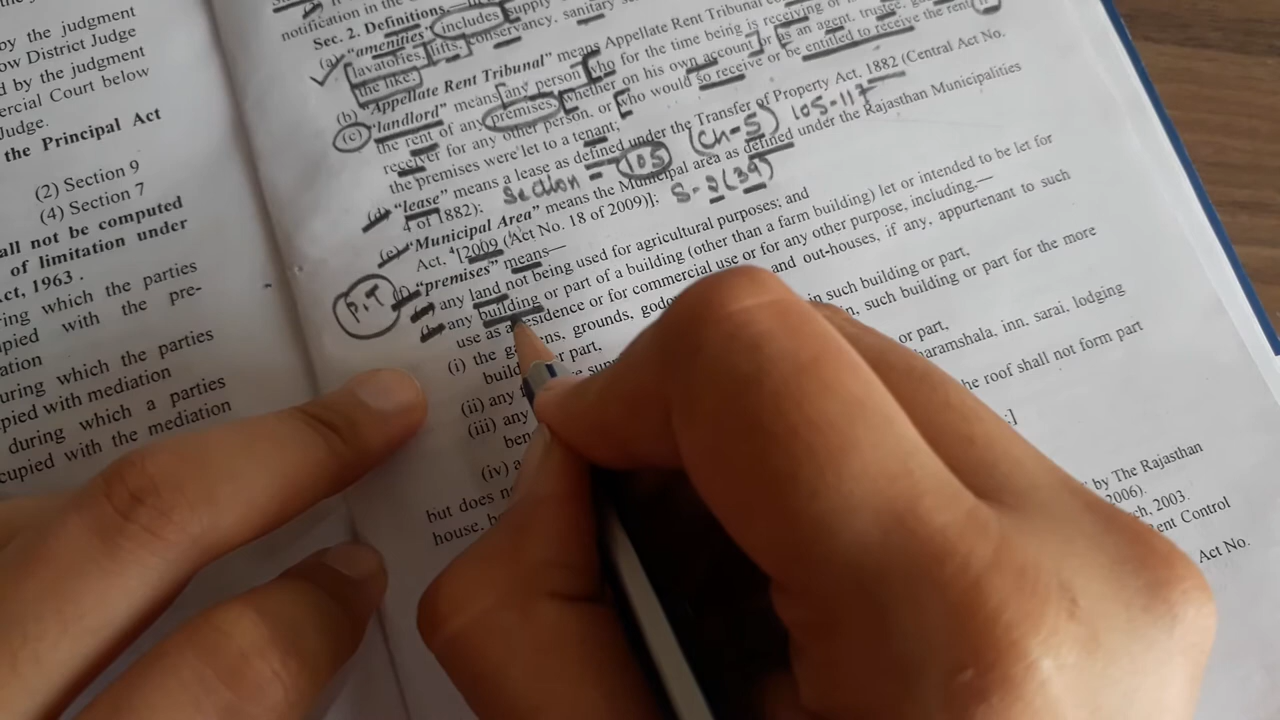 by the judgment
ow District Judge
d by the judgment
ercial Court below
Judge.
the Principal Act
(2) Section 9
(4) Section 7
all not be computed
of limitation under
ct, 1963 .
ring which the parties
upied with the pre-
ation
uring which the parties
pied with mediation
during which a parties
ccupied with the mediation
notification in the
Sec. 2. Definitions.—
(a) "amenities" includes supply conservancy, sanitary
lavatories, lifts,
the like;
(b) "Appellate Rent Tribunal" means Appellate Rent Tribunal
(c) "landlord" means any person who for the time being is receiving or
the rent of any premises, whether on his own account, as an agent, trustee,
receiver for any other person, or who would so receive or be entitled to receive the rent
the premises were let to a tenant;
(d) "lease" means a lease as defined under the Transfer of Property Act, 1882 (Central Act No.
4 of 1882);
Section = 105 (Ch-5) 105-117
(e) "Municipal Area" means the Municipal area as defined under the Rajasthan Municipalities
Act. 4[2009 (Act No. 18 of 2009)];
S-2(39)
P.T
(f) "premises" means—
any land not being used for agricultural purposes; and
any building or part of a building (other than a farm building) let or intended to be let for
use as a residence or for commercial use or for any other purpose, including,—
(i) the gardens, grounds, and out-houses, if any, appurtenant to such
build or part.
(ii) any in such building or part,
(iii) any such building or part for the more
ben or part,
(iv) a
but does dharamshala, inn, sarai, lodging
house, he roof shall not form part
;]
by The Rajasthan
2006).
ch, 2003.
ent Control
Act No.